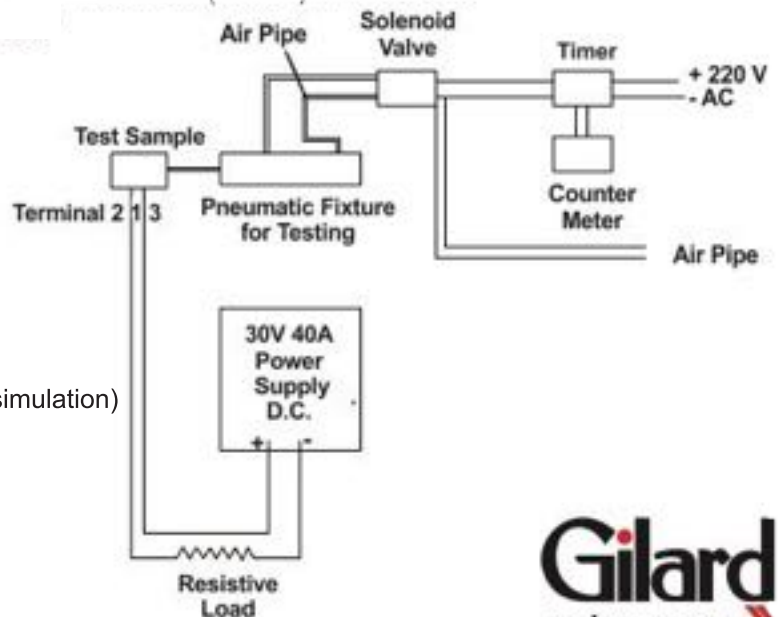 Air Pipe
Solenoid
Valve
Timer
+ 220 V
- AC
Test Sample
Counter
Meter
Terminal 2 1 3
Pneumatic Fixture
for Testing
Air Pipe
30V 40A
Power
Supply
D.C.
+ -
simulation)
Resistive
Load
Gilard